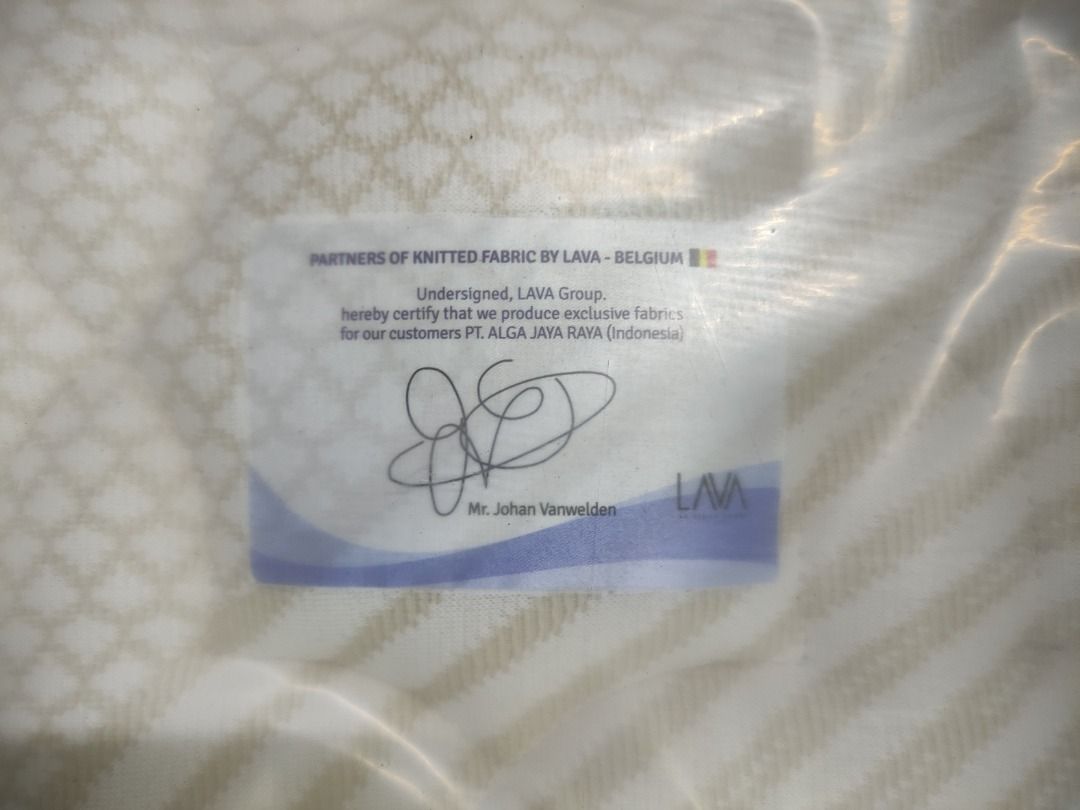 PARTNERS OF KNITTED FABRIC BY LAVA - BELGIUM
Undersigned, LAVA Group.
hereby certify that we produce exclusive fabrics
for our customers PT. ALGA JAYA RAYA (Indonesia)
Mr. Johan Vanwelden
LAVA